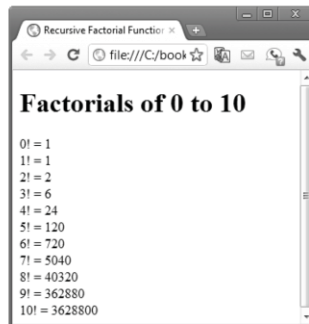 Recursive Factorial Function
file:///C:/book
Factorials of 0 to 10
0! = 1
1! = 1
2! = 2
3! = 6
4! = 24
5! = 120
6! = 720
7! = 5040
8! = 40320
9! = 362880
10! = 3628800